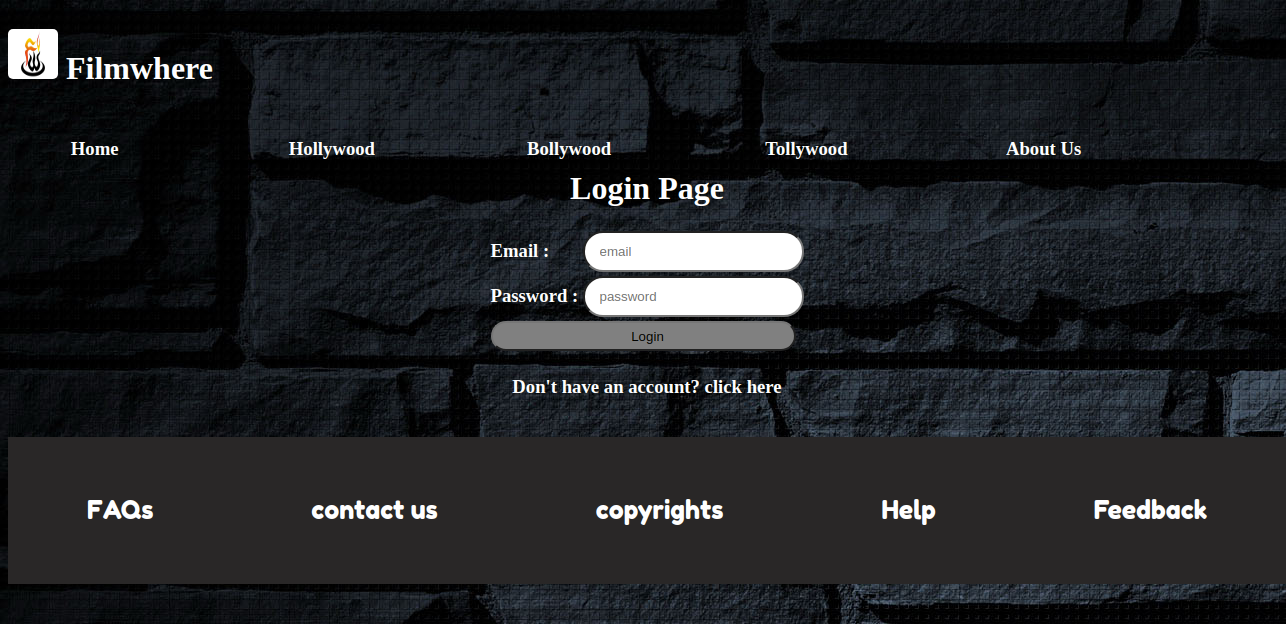 Filmwhere
Home Hollywood Bollywood Tollywood About Us
Login Page
Email : email
Password : password
Login
Don't have an account? click here
FAQs contact us copyrights Help Feedback